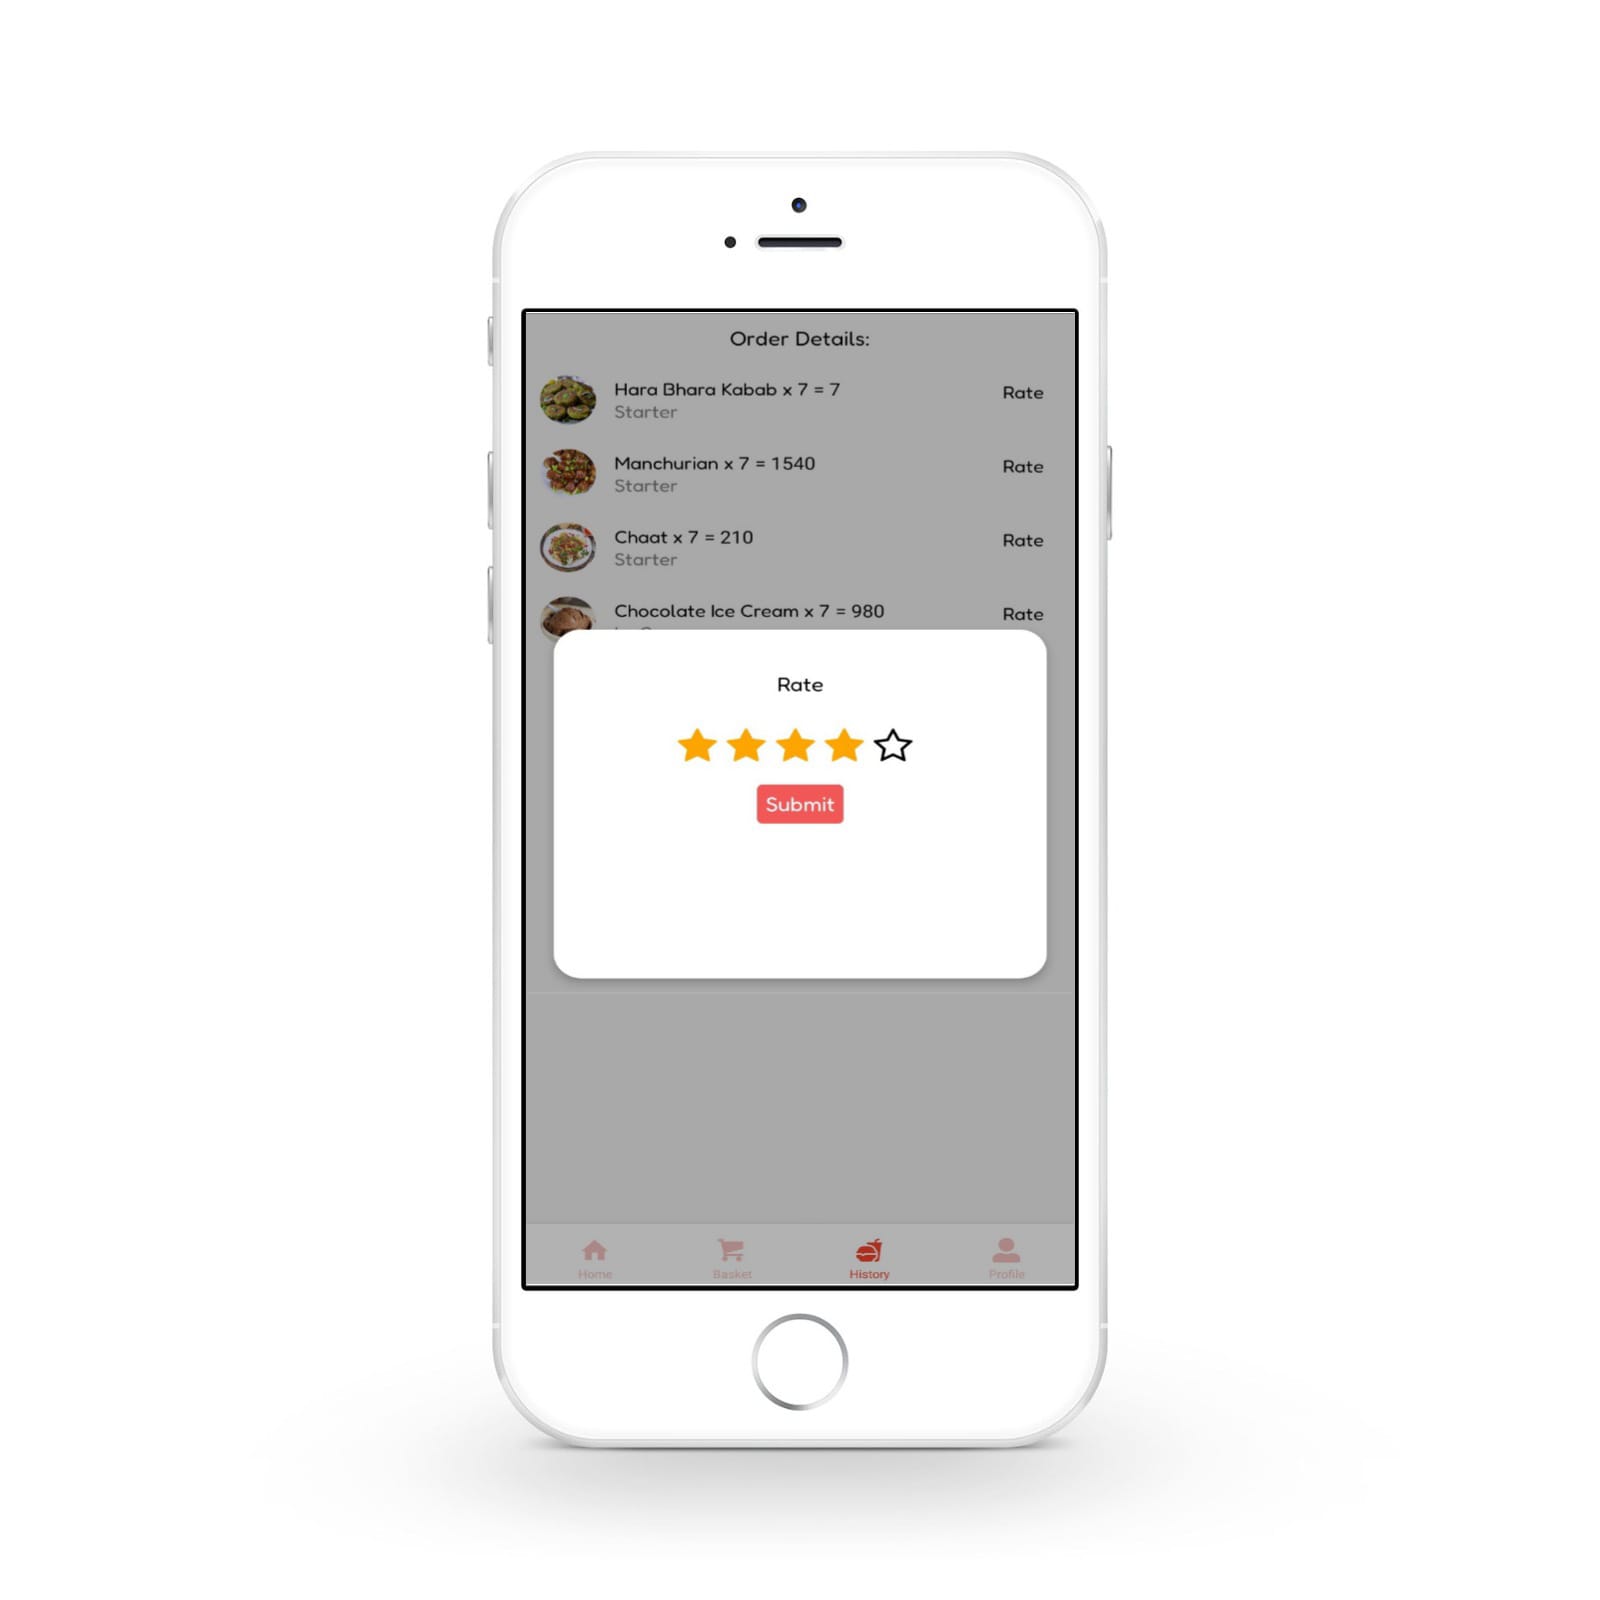 Order Details:
Hara Bhara Kabab x 7 = 7
Rate
Starter
Manchurian x 7 = 1540
Rate
Starter
Chaat x 7 = 210
Rate
Starter
Chocolate Ice Cream x 7 = 980
Rate
Rate
Submit
Home
Basket
History
Profile